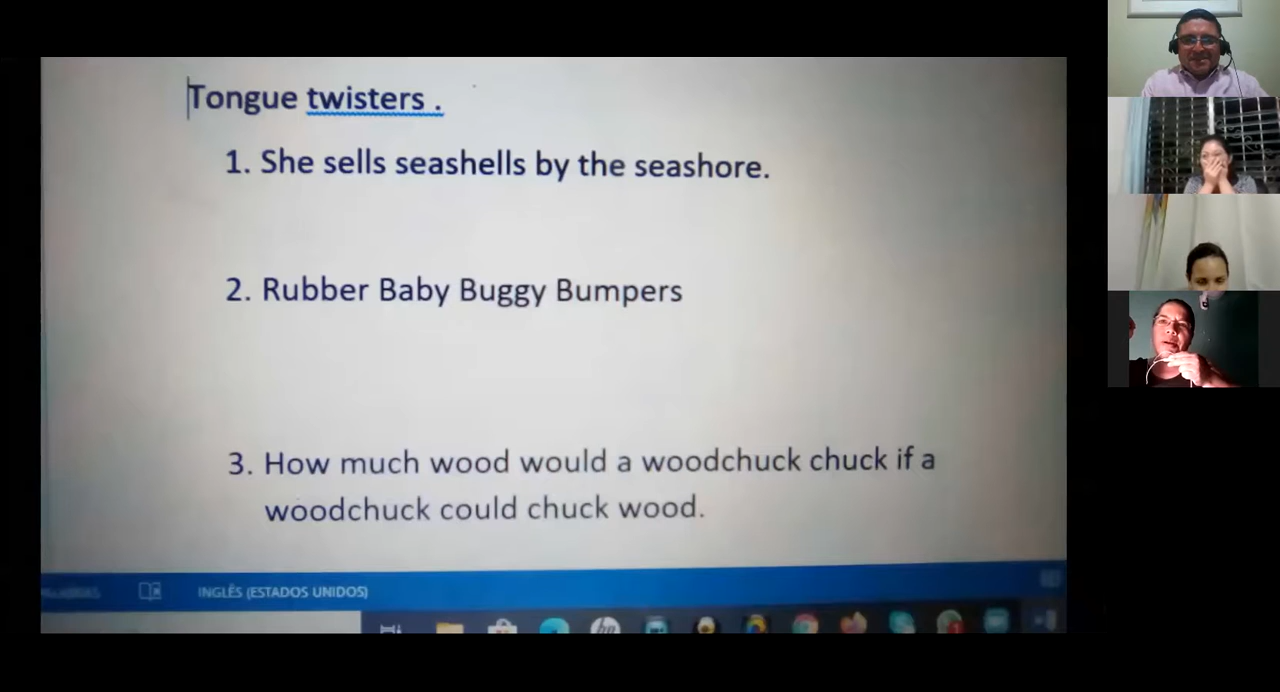 Tongue twisters .
1. She sells seashells by the seashore.
2. Rubber Baby Buggy Bumpers
3. How much wood would a woodchuck chuck if a
woodchuck could chuck wood.
INGLÊS (ESTADOS UNIDOS)
hp